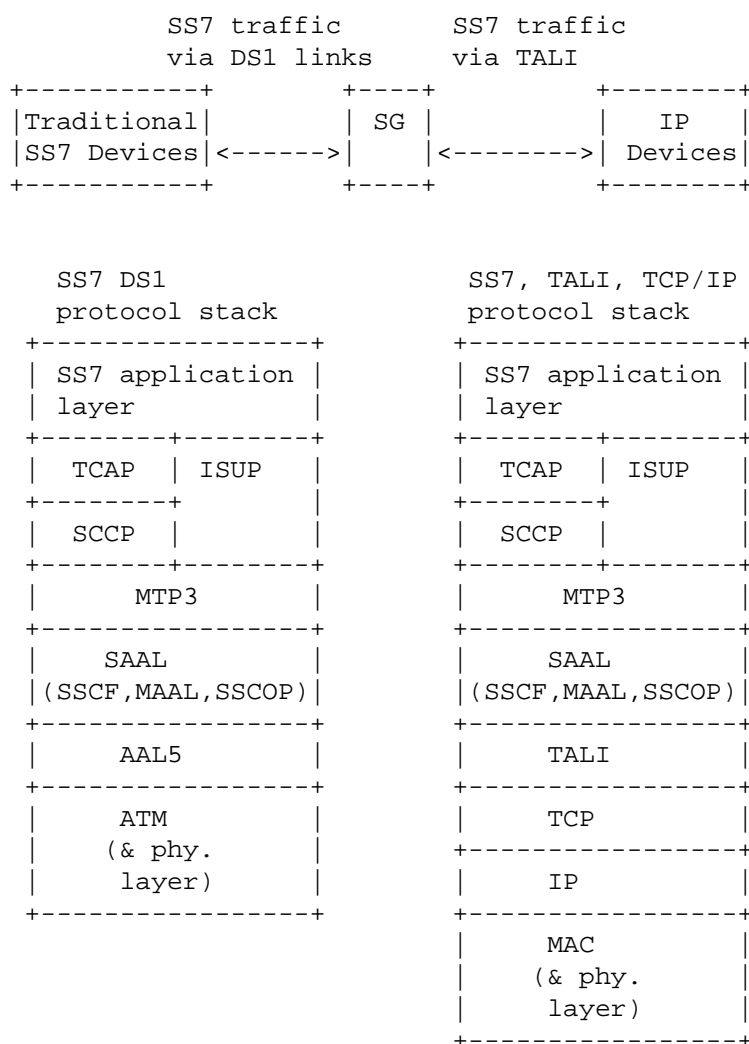 SS7 traffic SS7 traffic
via DS1 links via TALI
Traditional SG IP
SS7 Devices Devices
SS7 DS1 SS7, TALI, TCP/IP
protocol stack protocol stack
SS7 application SS7 application
layer layer
TCAP ISUP TCAP ISUP
SCCP SCCP
MTP3 MTP3
SAAL SAAL
(SSCF,MAAL,SSCOP) (SSCF,MAAL,SSCOP)
AAL5 TALI
ATM TCP
(& phy.
layer) IP
MAC
(& phy.
layer)